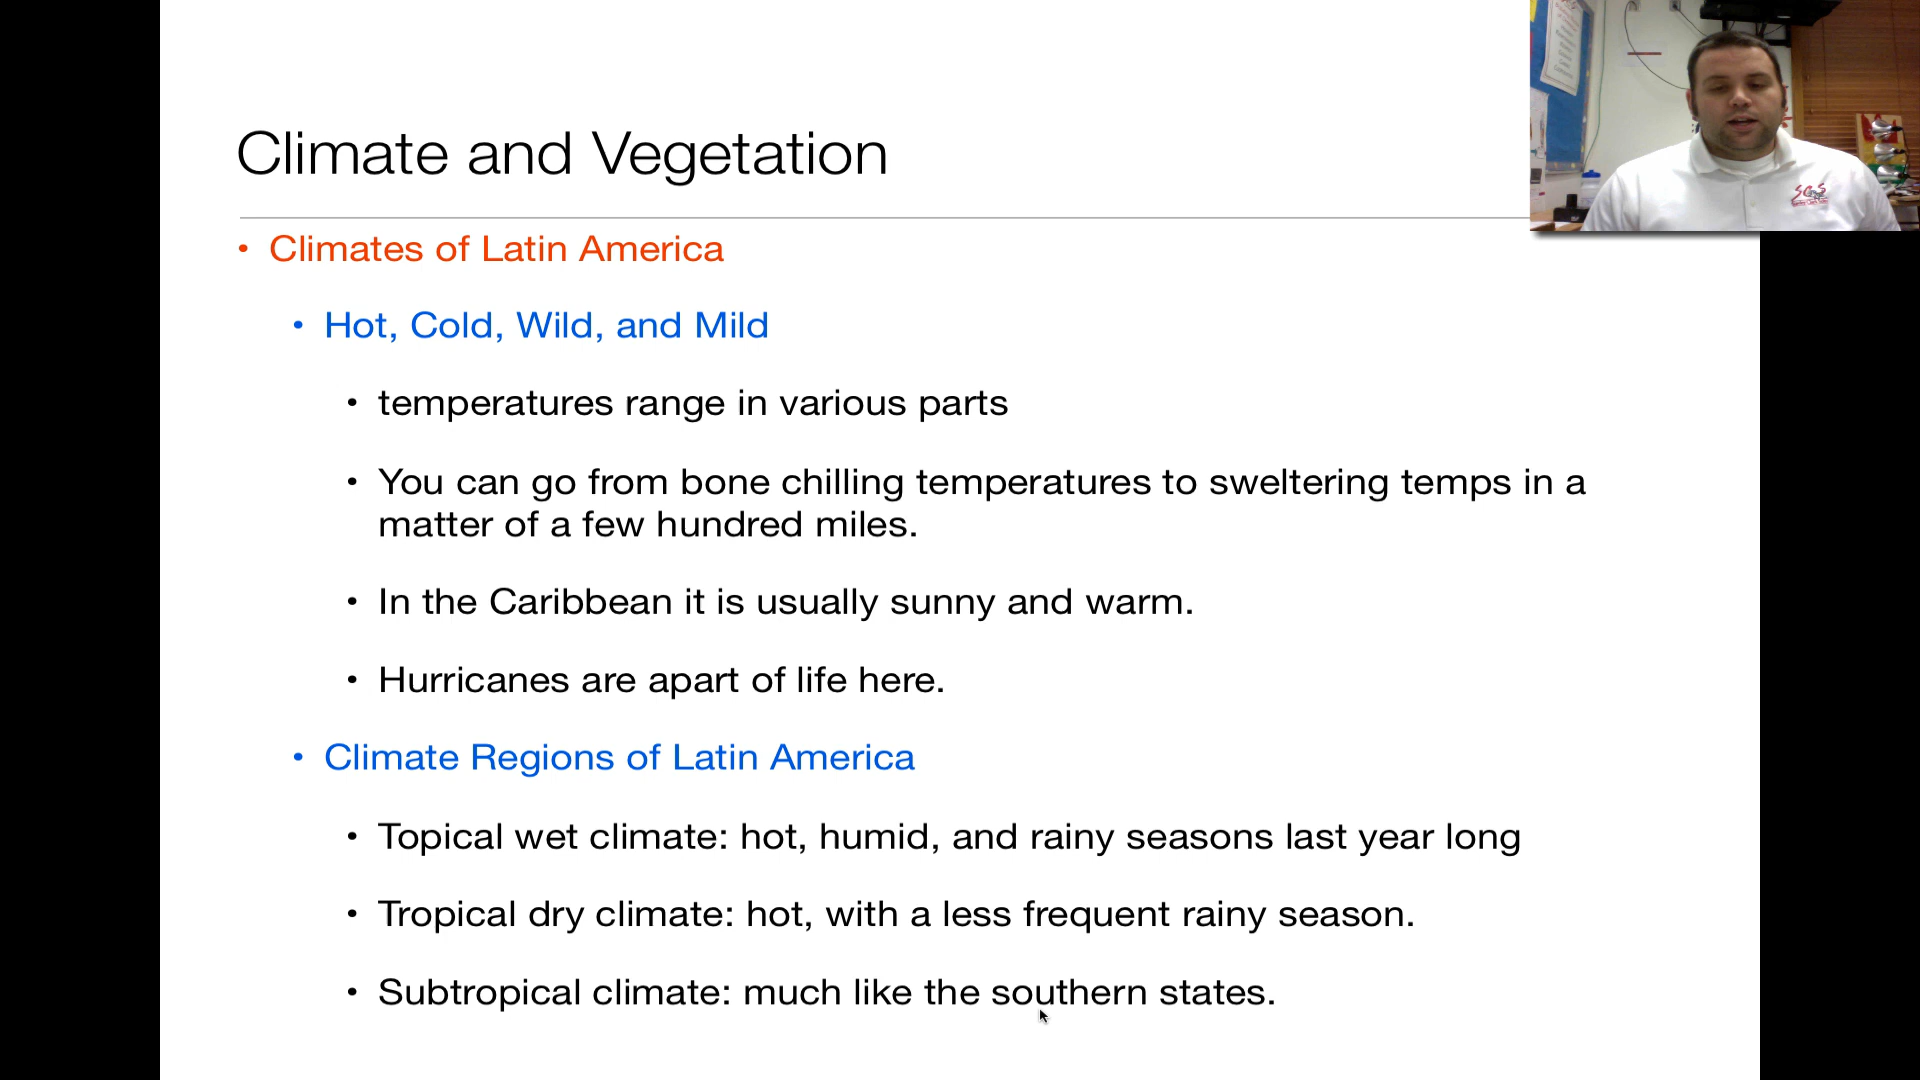 Climate and Vegetation
• Climates of Latin America
• Hot, Cold, Wild, and Mild
• temperatures range in various parts
• You can go from bone chilling temperatures to sweltering temps in a
matter of a few hundred miles.
• In the Caribbean it is usually sunny and warm.
• Hurricanes are apart of life here.
• Climate Regions of Latin America
• Topical wet climate: hot, humid, and rainy seasons last year long
• Tropical dry climate: hot, with a less frequent rainy season.
• Subtropical climate: much like the southern states.